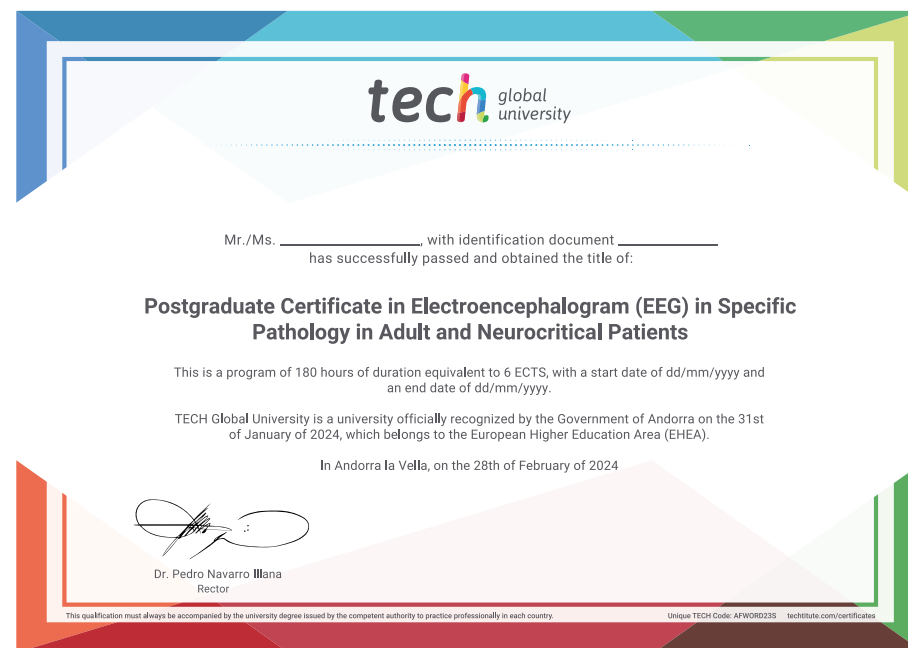 tech global university
Mr./Ms. ____________, with identification document ____________
has successfully passed and obtained the title of:
Postgraduate Certificate in Electroencephalogram (EEG) in Specific
Pathology in Adult and Neurocritical Patients
This is a program of 180 hours of duration equivalent to 6 ECTS, with a start date of dd/mm/yyyy and
an end date of dd/mm/yyyy.
TECH Global University is a university officially recognized by the Government of Andorra on the 31st
of January of 2024, which belongs to the European Higher Education Area (EHEA).
In Andorra la Vella, on the 28th of February of 2024
Dr. Pedro Navarro Illana
Rector
This qualification must always be accompanied by the university degree issued by the competent authority to practice professionally in each country.
Unique TECH Code: AFWORD23S techtitute.com/certificates